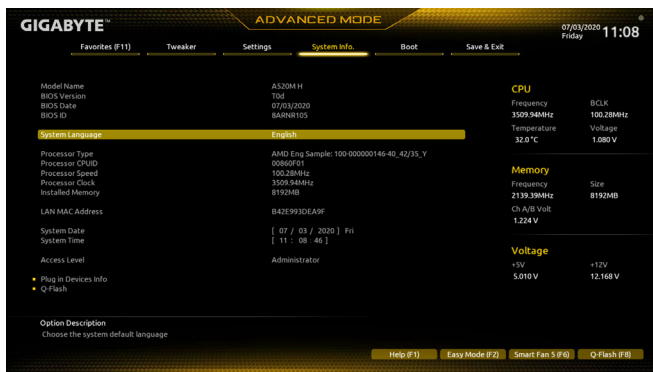 GIGABYTE™
ADVANCED MODE
07/03/2020 Friday 11:08
Favorites (F11) Tweaker Settings System Info. Boot Save & Exit
Model Name A520M H
BIOS Version T0d
BIOS Date 07/03/2020
BIOS ID 8ARNR105
System Language English
Processor Type AMD Eng Sample: 100-000000146-40_42/35_Y
Processor CPUID 00860F01
Processor Speed 100.28MHz
Processor Clock 3509.94MHz
Installed Memory 8192MB
LAN MAC Address B42E993DEA9F
System Date [ 07 / 03 / 2020 ] Fri
System Time [ 11 : 08 : 46 ]
Access Level Administrator
Plug in Devices Info
Q-Flash
CPU
Frequency BCLK
3509.94MHz 100.28MHz
Temperature Voltage
32.0 °C 1.080 V
Memory
Frequency Size
2139.39MHz 8192MB
Ch A/B Volt
1.224 V
Voltage
+5V +12V
5.010 V 12.168 V
Option Description
Choose the system default language
Help (F1) Easy Mode (F2) Smart Fan 5 (F6) Q-Flash (F8)